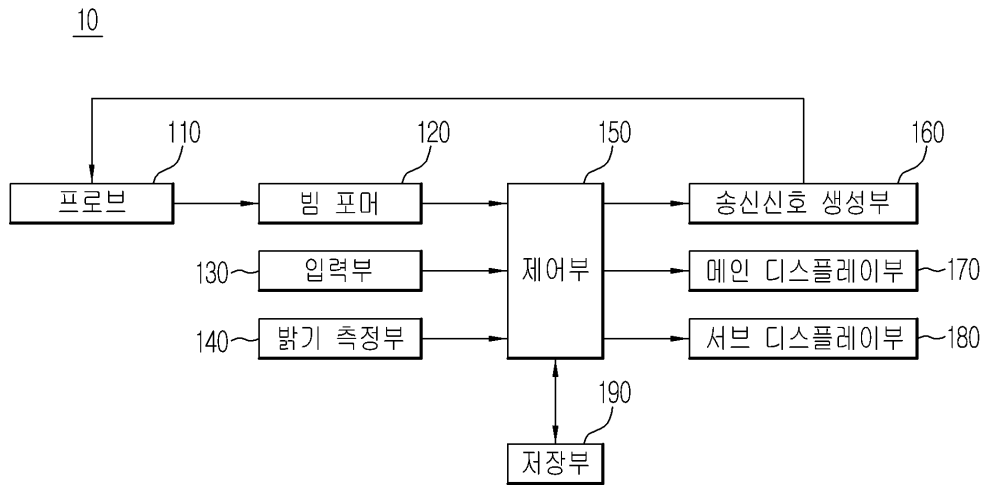 10
110
120
150
160
프로브
빔 포머
송신신호 생성부
130
입력부
제어부
메인 디스플레이부
170
140
밝기 측정부
서브 디스플레이부
180
190
저장부